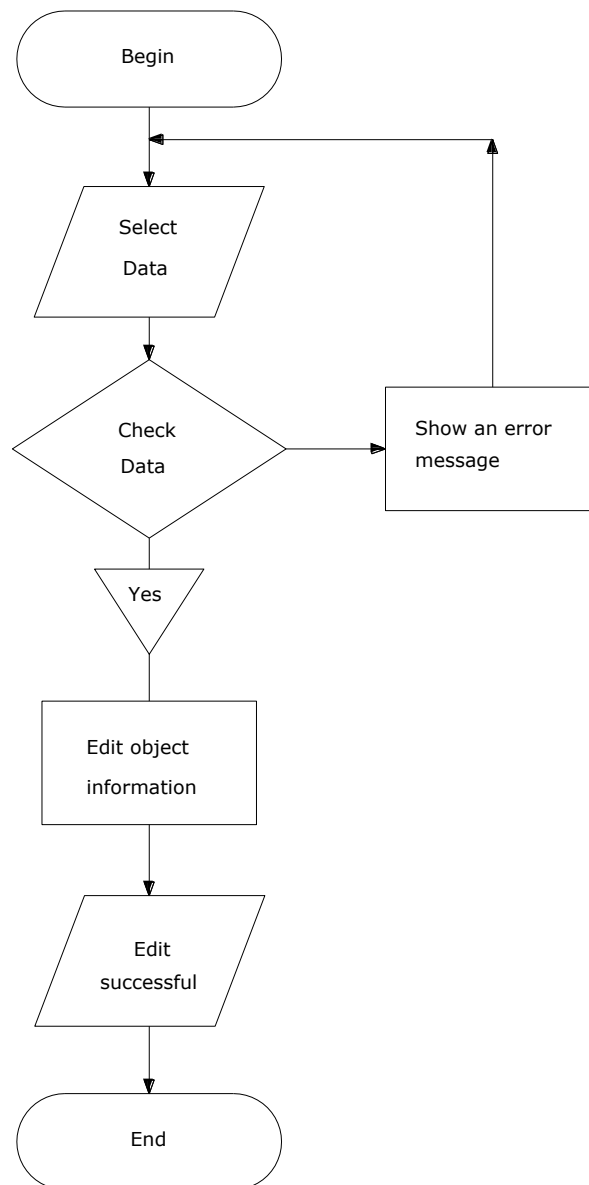 Begin
Select
Data
Check
Data
Show an error
message
Yes
Edit object
information
Edit
successful
End